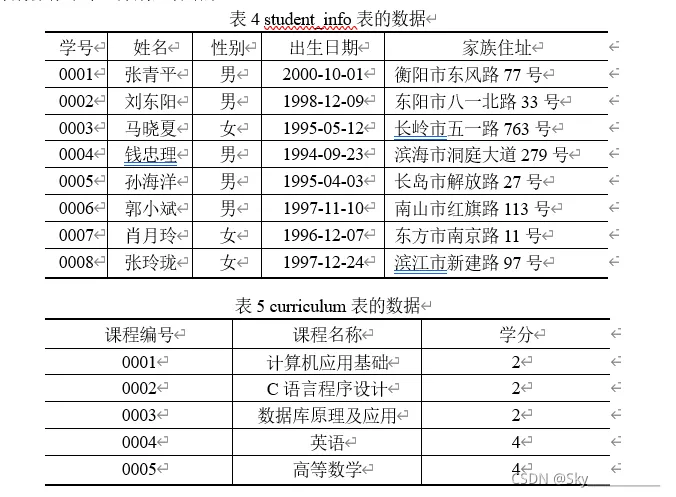 表 4 student_info 表的数据
学号 姓名 性别 出生日期 家族住址
0001 张青平 男 2000-10-01 衡阳市东风路 77 号
0002 刘东阳 男 1998-12-09 东阳市八一北路 33 号
0003 马晓夏 女 1995-05-12 长岭市五一路 763 号
0004 钱忠理 男 1994-09-23 滨海市洞庭大道 279 号
0005 孙海洋 男 1995-04-03 长岛市解放路 27 号
0006 郭小斌 男 1997-11-10 南山市红旗路 113 号
0007 肖月玲 女 1996-12-07 东方市南京路 11 号
0008 张玲珑 女 1997-12-24 滨江市新建路 97 号
表 5 curriculum 表的数据
课程编号 课程名称 学分
0001 计算机应用基础 2
0002 C 语言程序设计 2
0003 数据库原理及应用 2
0004 英语 4
0005 高等数学 4
CSDN @Sky